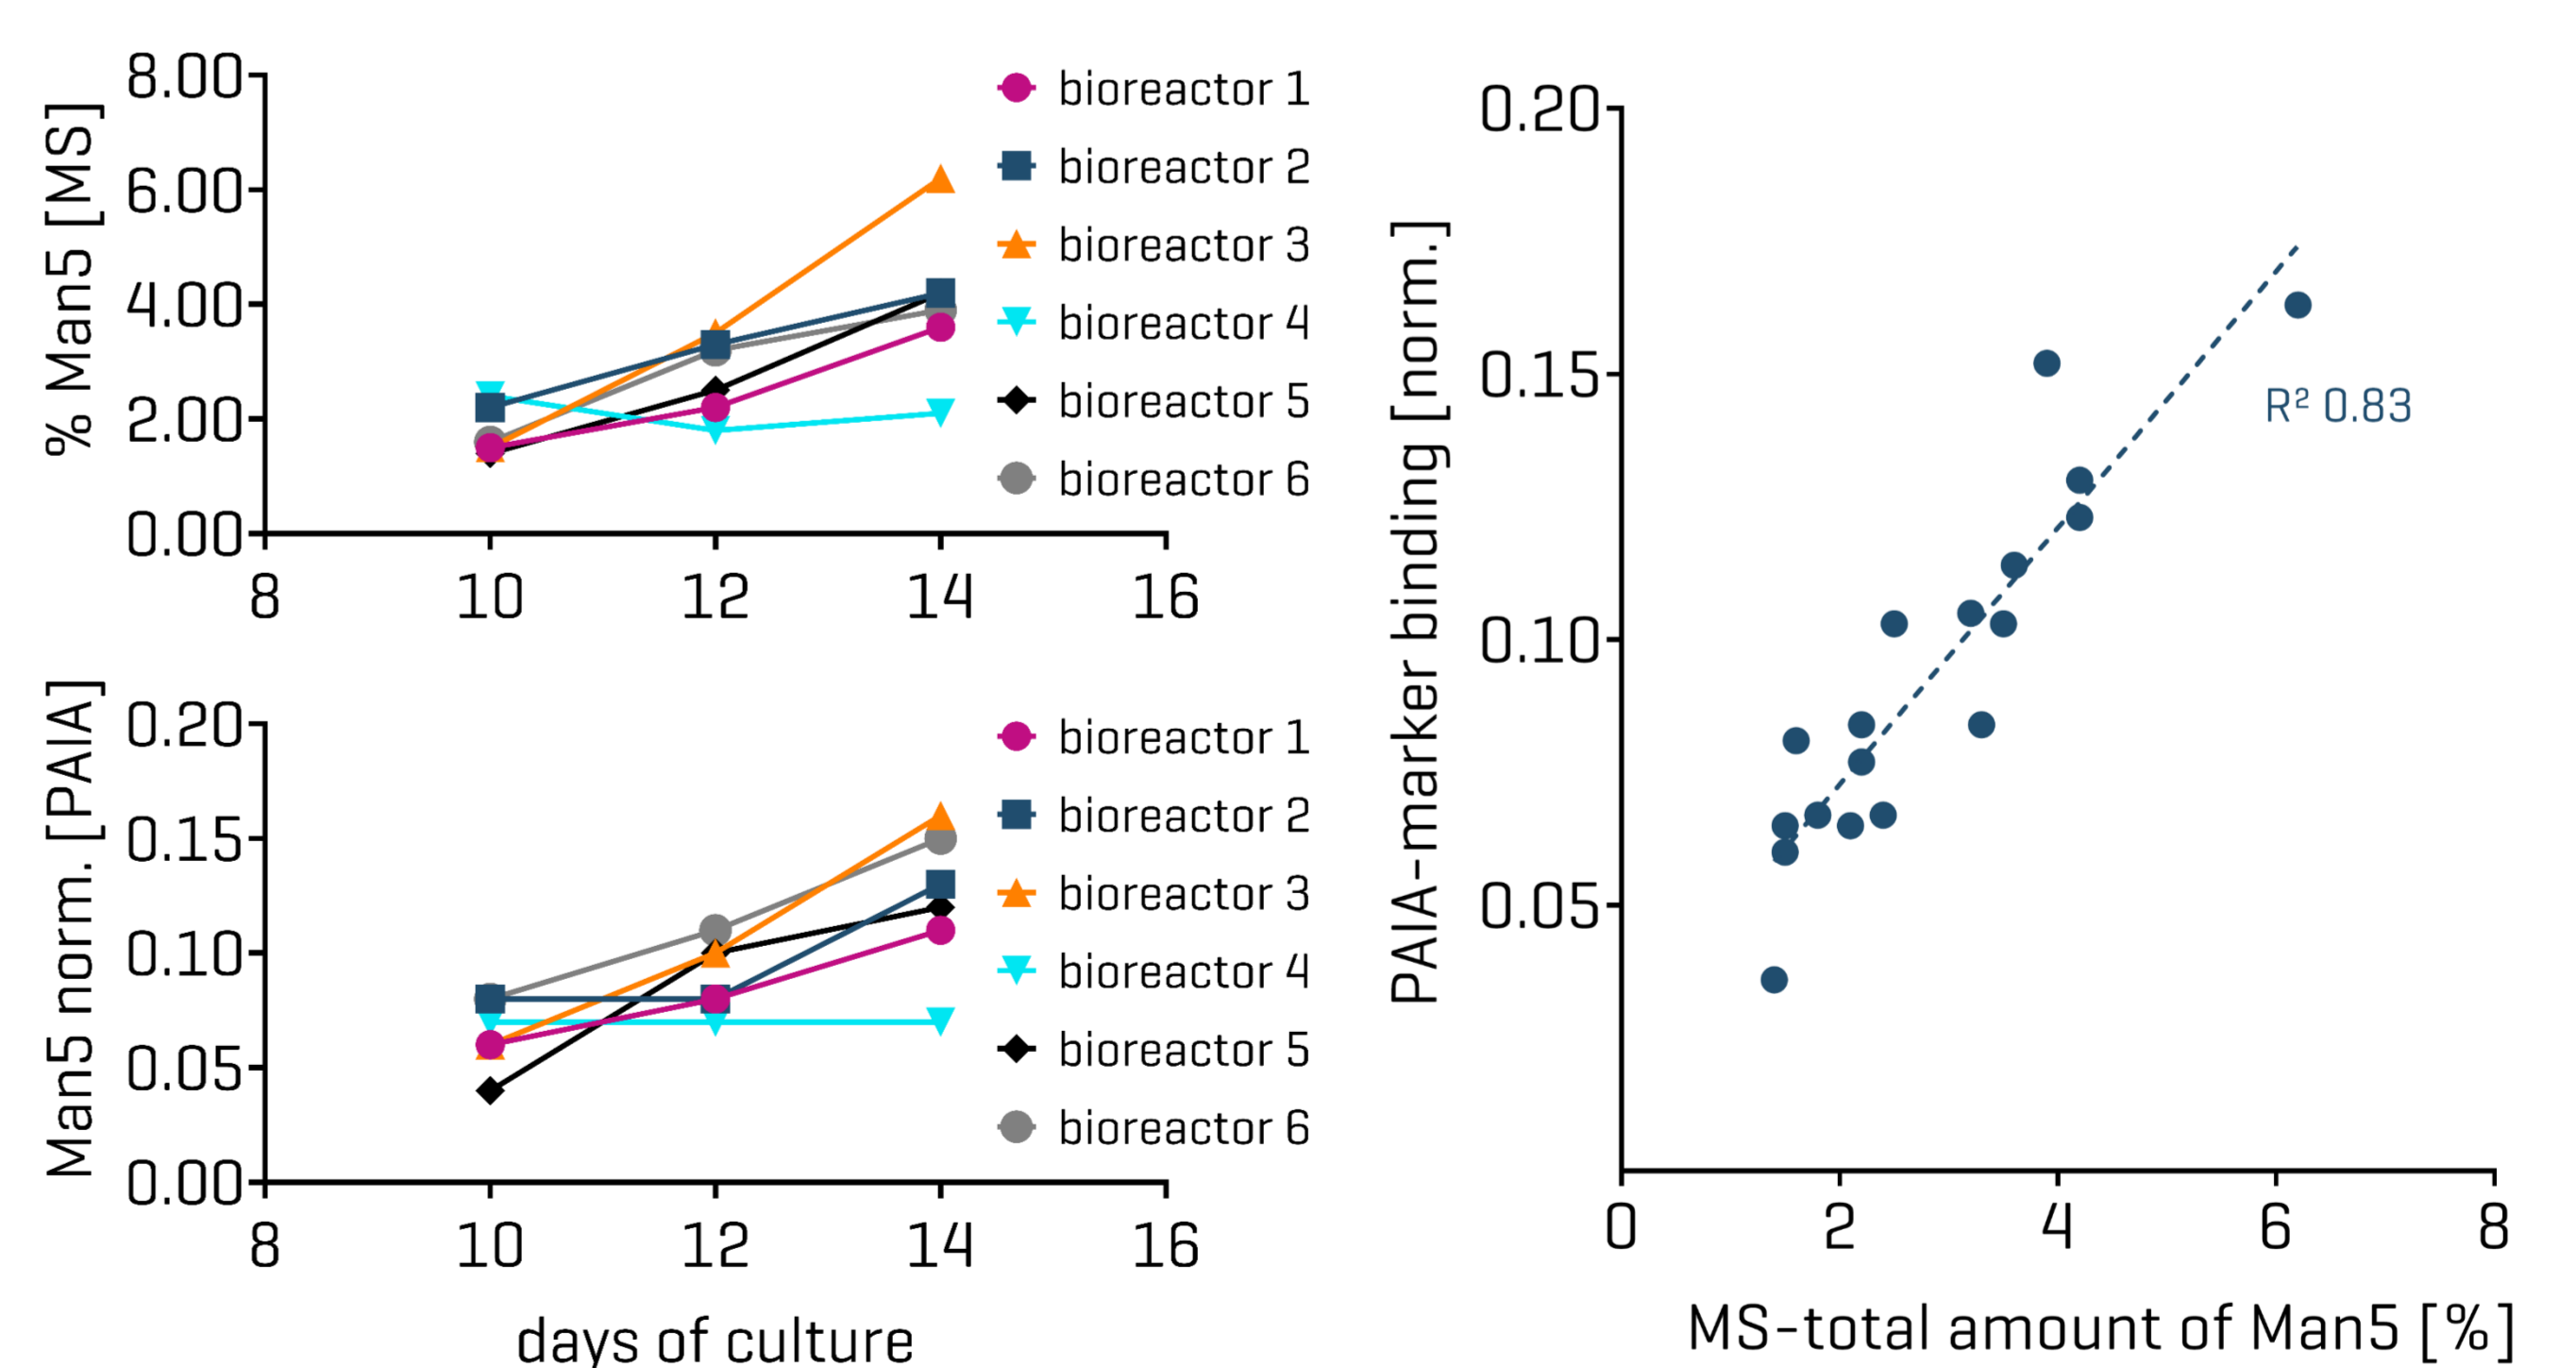 % Man5 [MS]
8.00
6.00
4.00
2.00
0.00
8 10 12 14 16
bioreactor 1
bioreactor 2
bioreactor 3
bioreactor 4
bioreactor 5
bioreactor 6
Man5 norm. [PAIA]
0.20
0.15
0.10
0.05
0.00
8 10 12 14 16
days of culture
bioreactor 1
bioreactor 2
bioreactor 3
bioreactor 4
bioreactor 5
bioreactor 6
PAIA-marker binding [norm.]
0.20
0.15
0.10
0.05
R² 0.83
0 2 4 6 8
MS-total amount of Man5 [%]